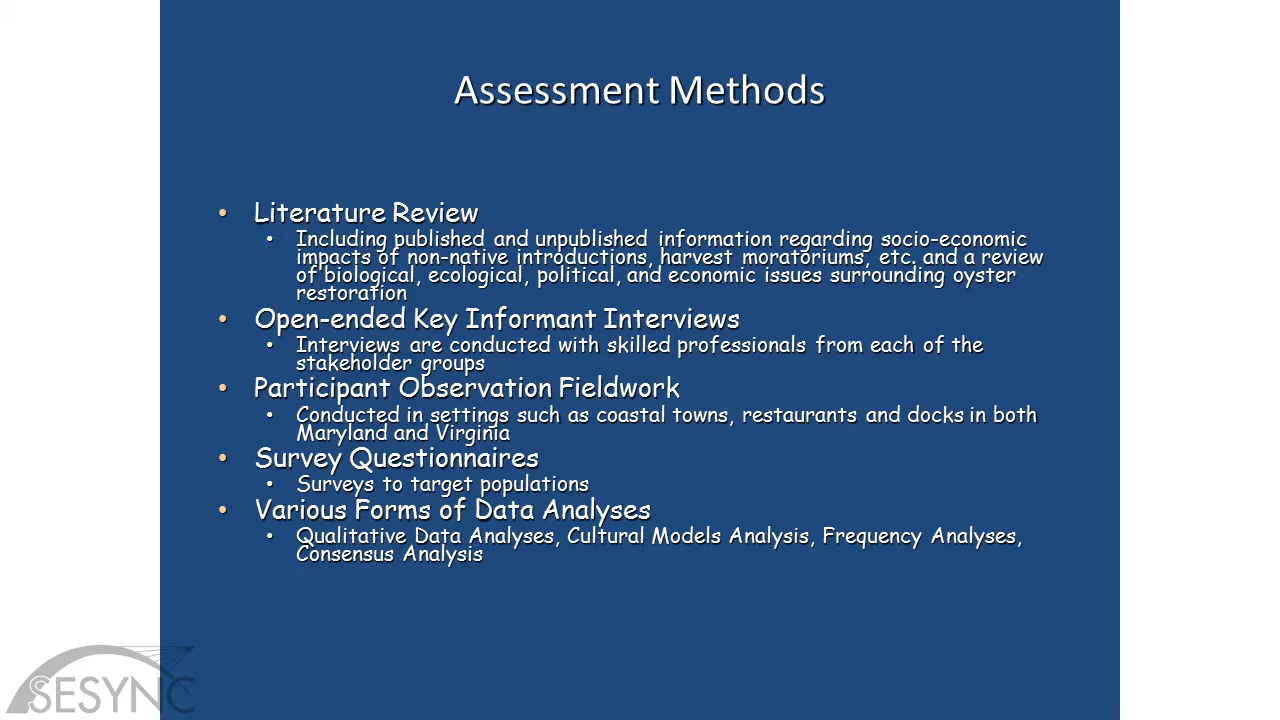 Assessment Methods
• Literature Review
• Including published and unpublished information regarding socio-economic
impacts of non-native introductions, harvest moratoriums, etc. and a review
of biological, ecological, political, and economic issues surrounding oyster
restoration
• Open-ended Key Informant Interviews
• Interviews are conducted with skilled professionals from each of the
stakeholder groups
• Participant Observation Fieldwork
• Conducted in settings such as coastal towns, restaurants and docks in both
Maryland and Virginia
• Survey Questionnaires
• Surveys to target populations
• Various Forms of Data Analyses
• Qualitative Data Analyses, Cultural Models Analysis, Frequency Analyses,
Consensus Analysis
SESYNC